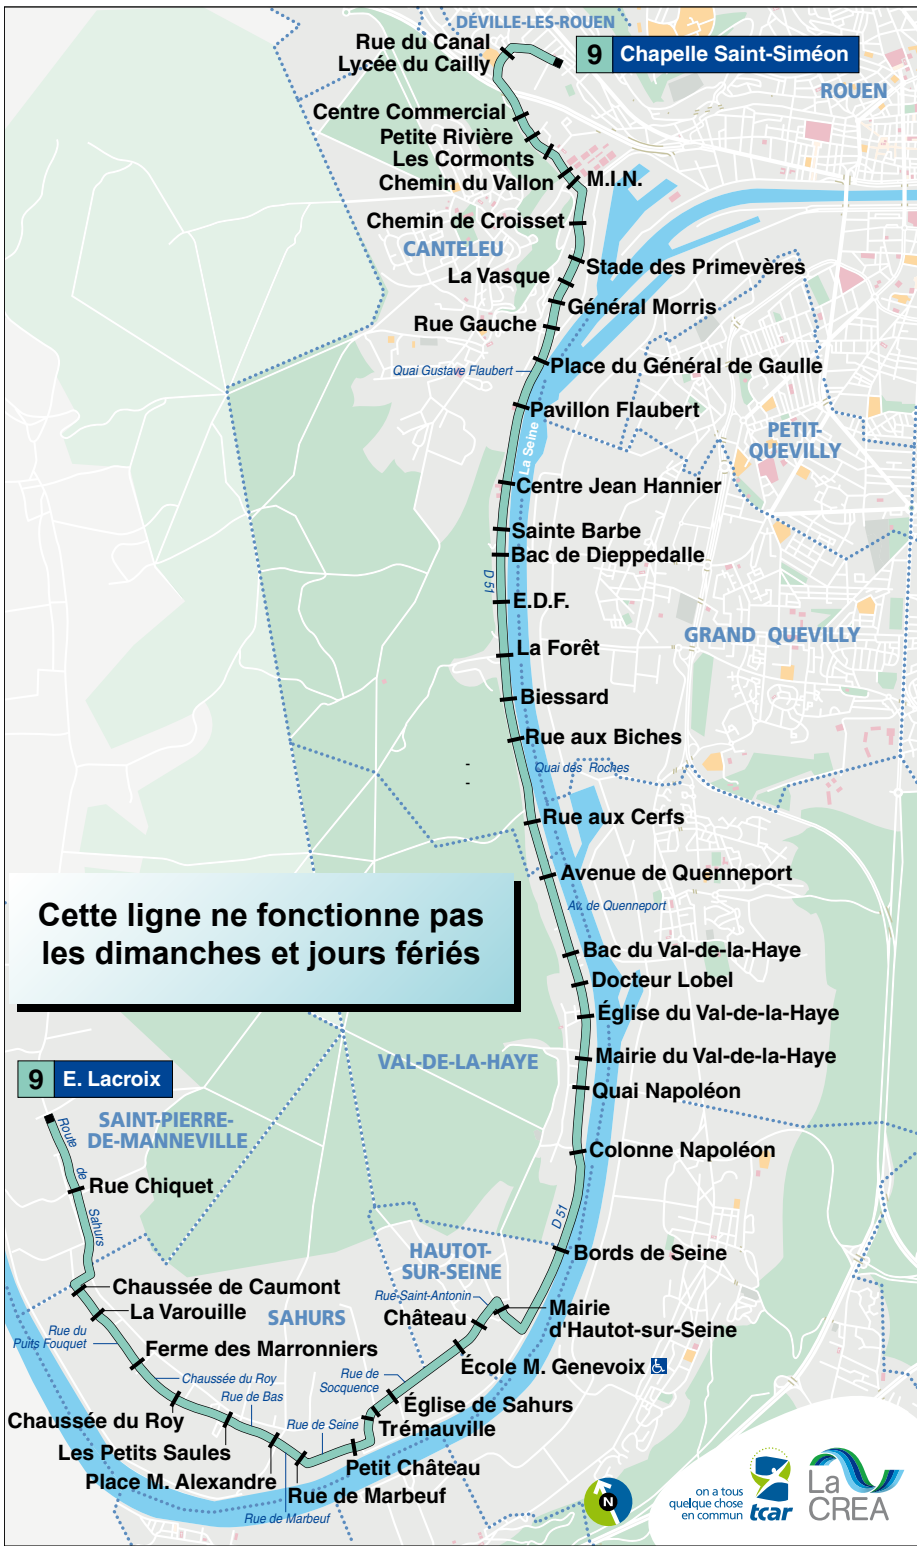 DÉVILLE-LES-ROUEN
Rue du Canal
Lycée du Cailly
9 Chapelle Saint-Siméon
ROUEN
Centre Commercial
Petite Rivière
Les Cormonts
Chemin du Vallon
M.I.N.
Chemin de Croisset
CANTELEU
Stade des Primevères
La Vasque
Général Morris
Rue Gauche
Place du Général de Gaulle
Quai Gustave Flaubert
Pavillon Flaubert
La Seine
PETIT-
QUEVILLY
Centre Jean Hannier
Sainte Barbe
Bac de Dieppedalle
D 51
E.D.F.
GRAND QUEVILLY
La Forêt
Biessard
Rue aux Biches
-
-
Quai des Roches
Rue aux Cerfs
Avenue de Quenneport
Av. de Quenneport
Cette ligne ne fonctionne pas
les dimanches et jours fériés
Bac du Val-de-la-Haye
Docteur Lobel
Église du Val-de-la-Haye
VAL-DE-LA-HAYE
Mairie du Val-de-la-Haye
Quai Napoléon
9 E. Lacroix
SAINT-PIERRE-
DE-MANNEVILLE
Route de Sahurs
Colonne Napoléon
Rue Chiquet
D 51
HAUTOT-
SUR-SEINE
Bords de Seine
Chaussée de Caumont
La Varouille
SAHURS
Rue Saint-Antonin
Château
Mairie
d'Hautot-sur-Seine
Rue du
Puits Fouquet
Ferme des Marronniers
École M. Genevoix
Chaussée du Roy
Rue de
Socquence
Rue de Bas
Église de Sahurs
Chaussée du Roy
Rue de Seine
Trémauville
Les Petits Saules
Petit Château
Place M. Alexandre
Rue de Marbeuf
Rue de Marbeuf
N
on a tous
quelque chose
en commun
tcar
La
CREA